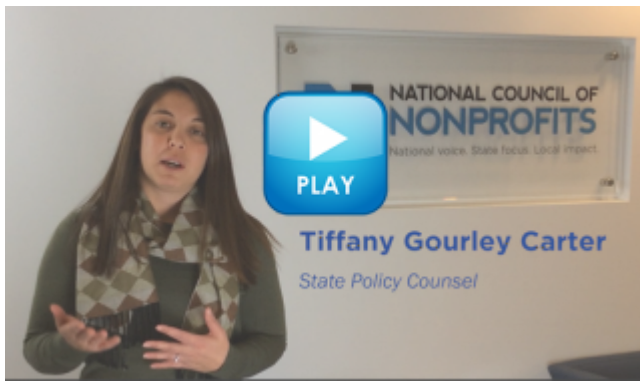 NATIONAL COUNCIL OF
NONPROFITS
National voice. State focus. Local impact.
PLAY
Tiffany Gourley Carter
State Policy Counsel